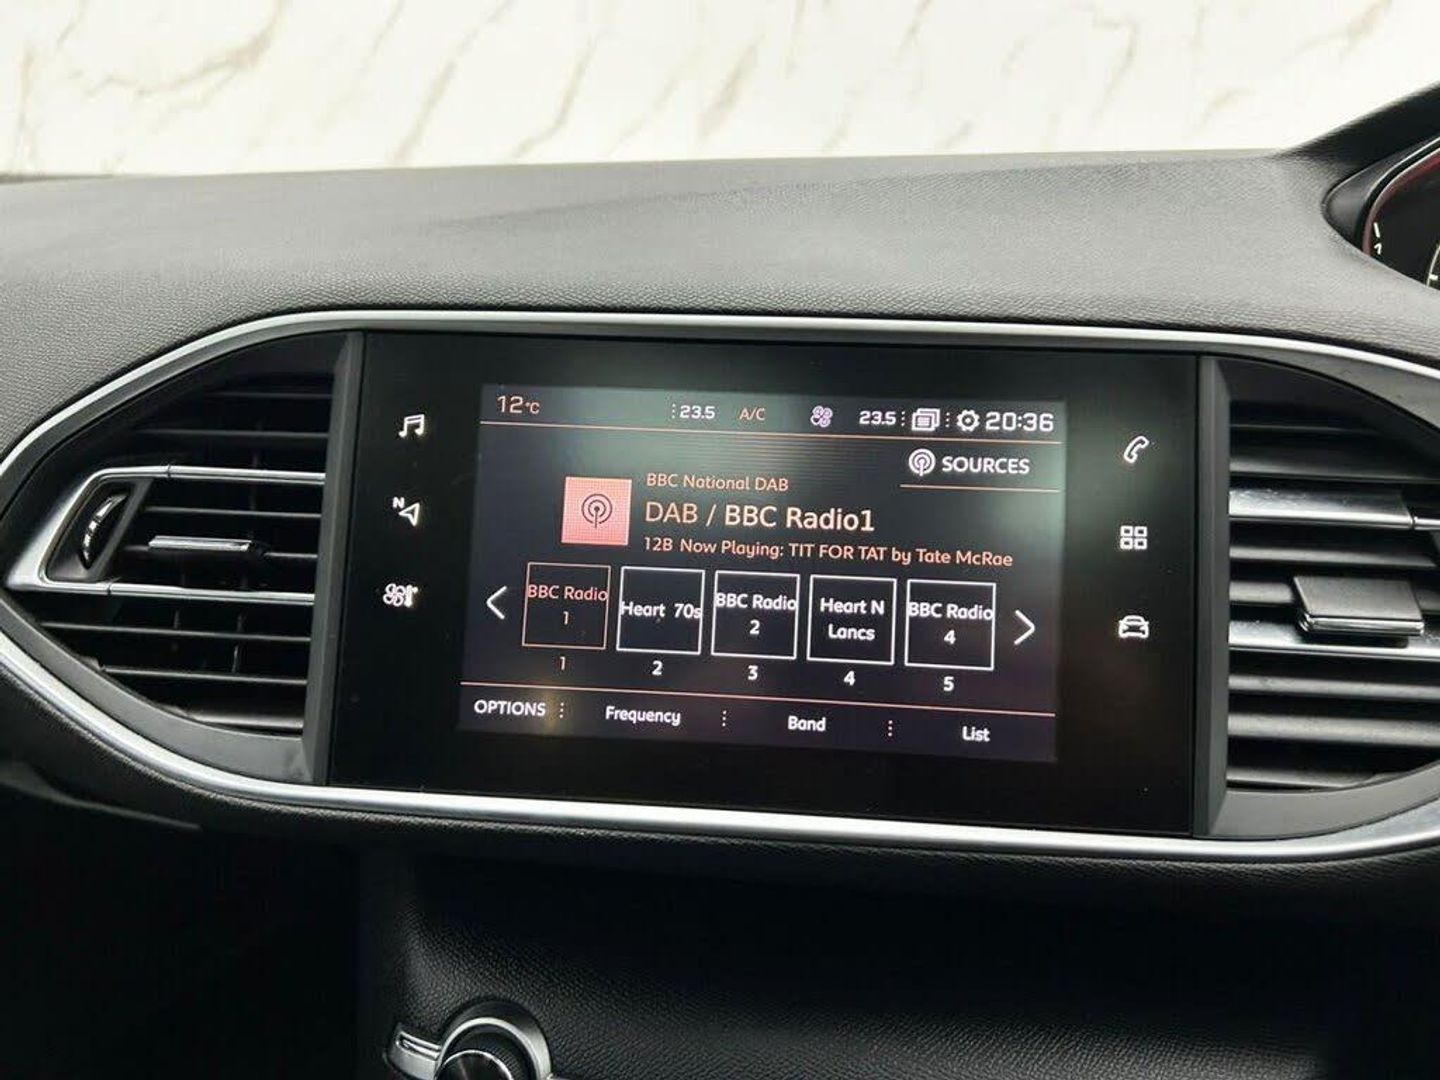 12°C 23.5 A/C 23.5 20:36
SOURCES
BBC National DAB
DAB / BBC Radio1
12B Now Playing: TIT FOR TAT by Tate McRae
N
BBC Radio
1
Heart 70s
BBC Radio
2
Heart N
Lancs
BBC Radio
4
1 2 3 4 5
OPTIONS Frequency Band List
1